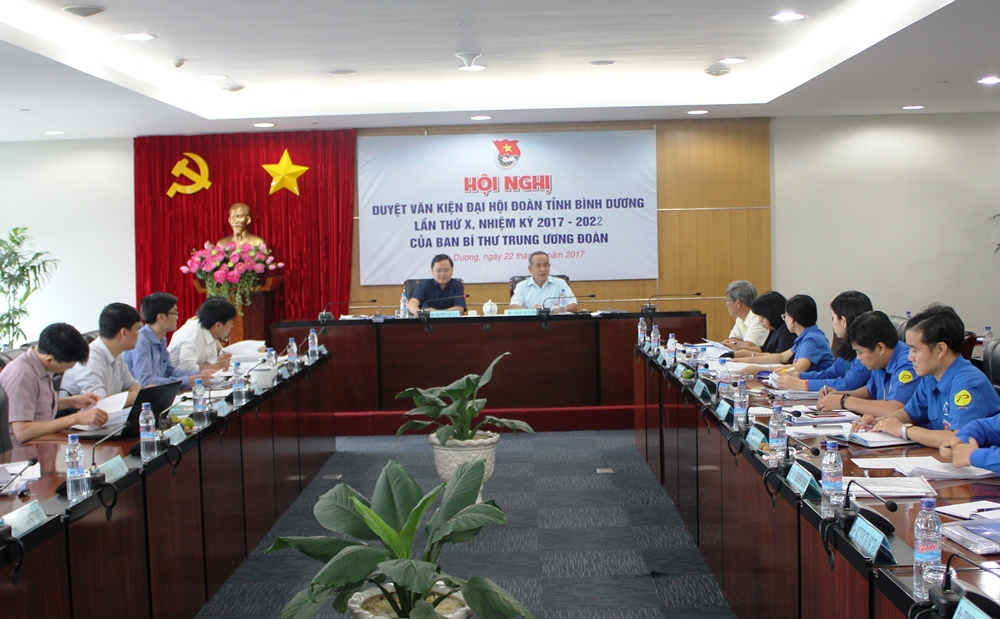 HỘI NGHỊ
DUYỆT VĂN KIỆN ĐẠI HỘI ĐOÀN TỈNH BÌNH DƯƠNG
LẦN THỨ X, NHIỆM KỲ 2017 - 2022
CỦA BAN BÍ THƯ TRUNG ƯƠNG ĐOÀN
Dương, ngày 22 thá 2017